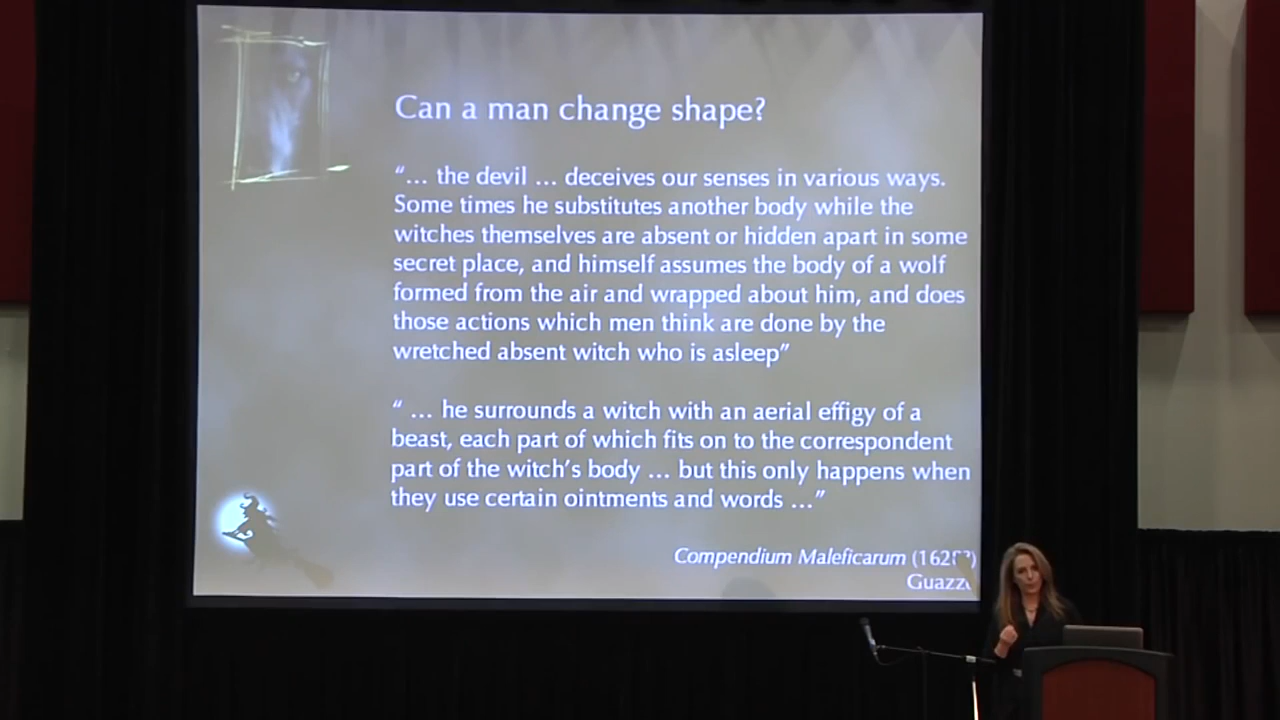 Can a man change shape?
“... the devil ... deceives our senses in various ways.
Some times he substitutes another body while the
witches themselves are absent or hidden apart in some
secret place, and himself assumes the body of a wolf
formed from the air and wrapped about him, and does
those actions which men think are done by the
wretched absent witch who is asleep”
“ ... he surrounds a witch with an aerial effigy of a
beast, each part of which fits on to the correspondent
part of the witch’s body ... but this only happens when
they use certain ointments and words ...”
Compendium Maleficarum